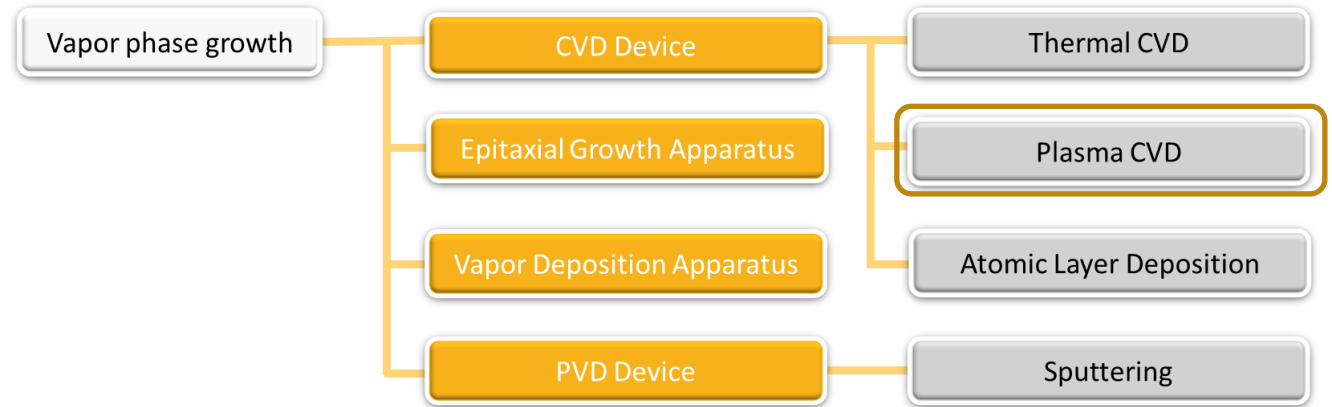 Vapor phase growth
CVD Device
Thermal CVD
Epitaxial Growth Apparatus
Plasma CVD
Vapor Deposition Apparatus
Atomic Layer Deposition
PVD Device
Sputtering